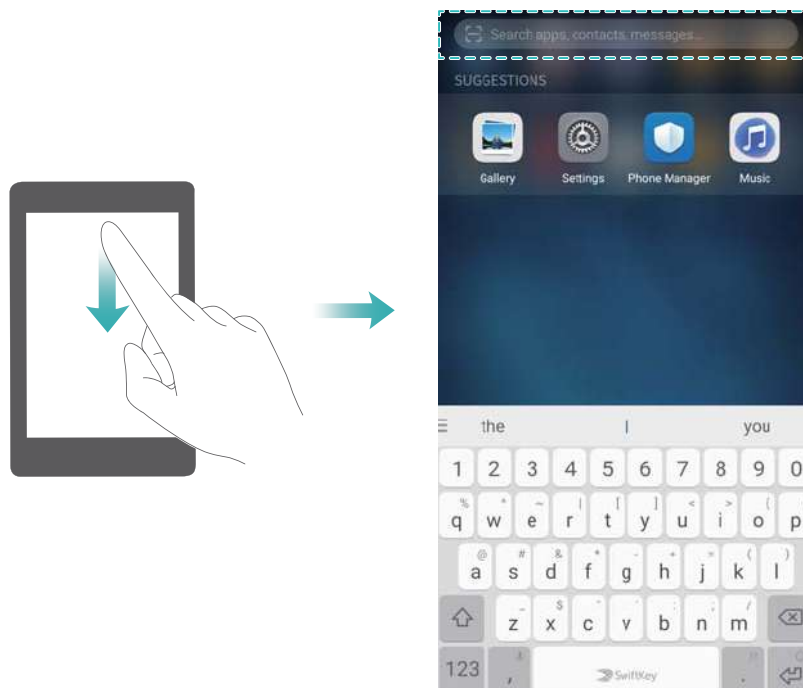 Search apps, contacts, messages...
SUGGESTIONS
Gallery Settings Phone Manager Music
the I you
1 2 3 4 5 6 7 8 9 0
q w e r t y u i o p
a s d f g h j k l
z x c v b n m
123 , SwiftKey .